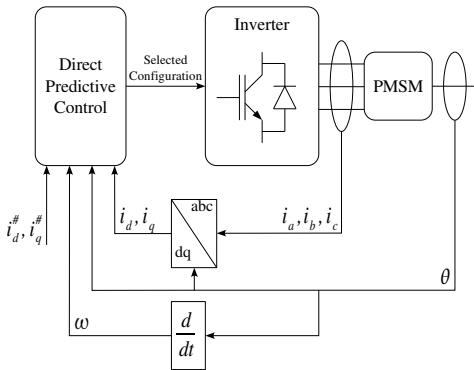 Direct
Predictive
Control
Selected
Configuration
Inverter
PMSM
i_d^#, i_q^#
i_d, i_q
abc
dq
i_a, i_b, i_c
θ
ω
d
dt